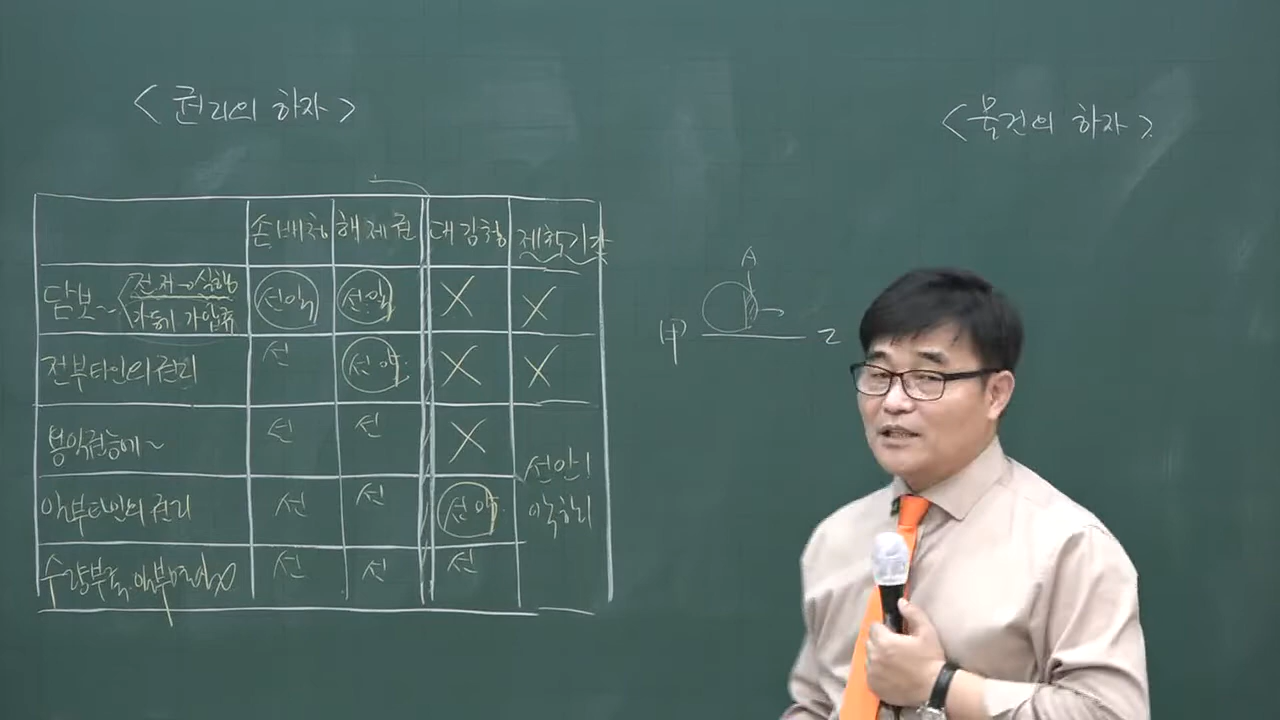 <권리의 하자>
<물건의 하자>
손배청 해제권 대감청 제척기간
담보~ 전.저→실행 선악 선악 X X
가등기 가압류
전부타인의 권리 선 선악 X X
용익권능에~ 선 선 X
선안1
악하1
일부타인의 권리 선 선 선악
수량부족.일부멸실 선 선 선
A
甲 乙